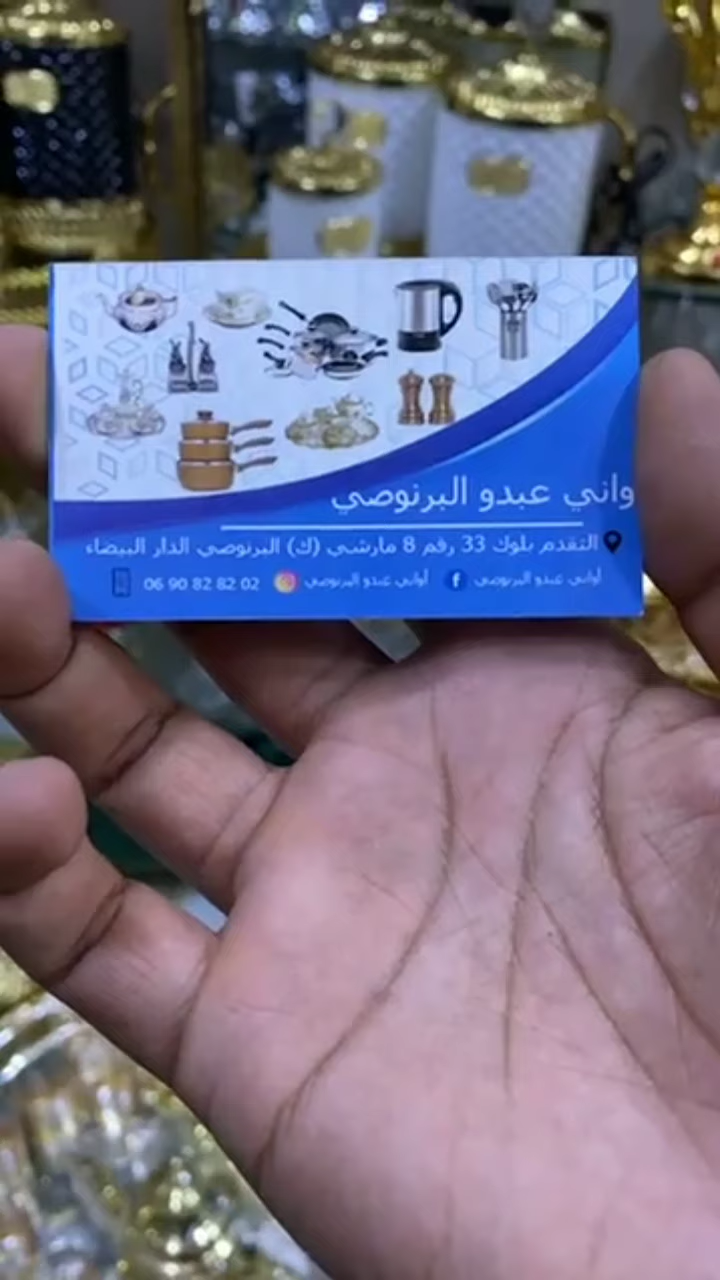 واني عبدو البرنوصي
التقدم بلوك 33 رقم 8 مارشي (ك) البرنوصي الدار البيضاء
أواني عبدو البرنوصي أواني عبدو البرنوصي 06 90 82 82 02